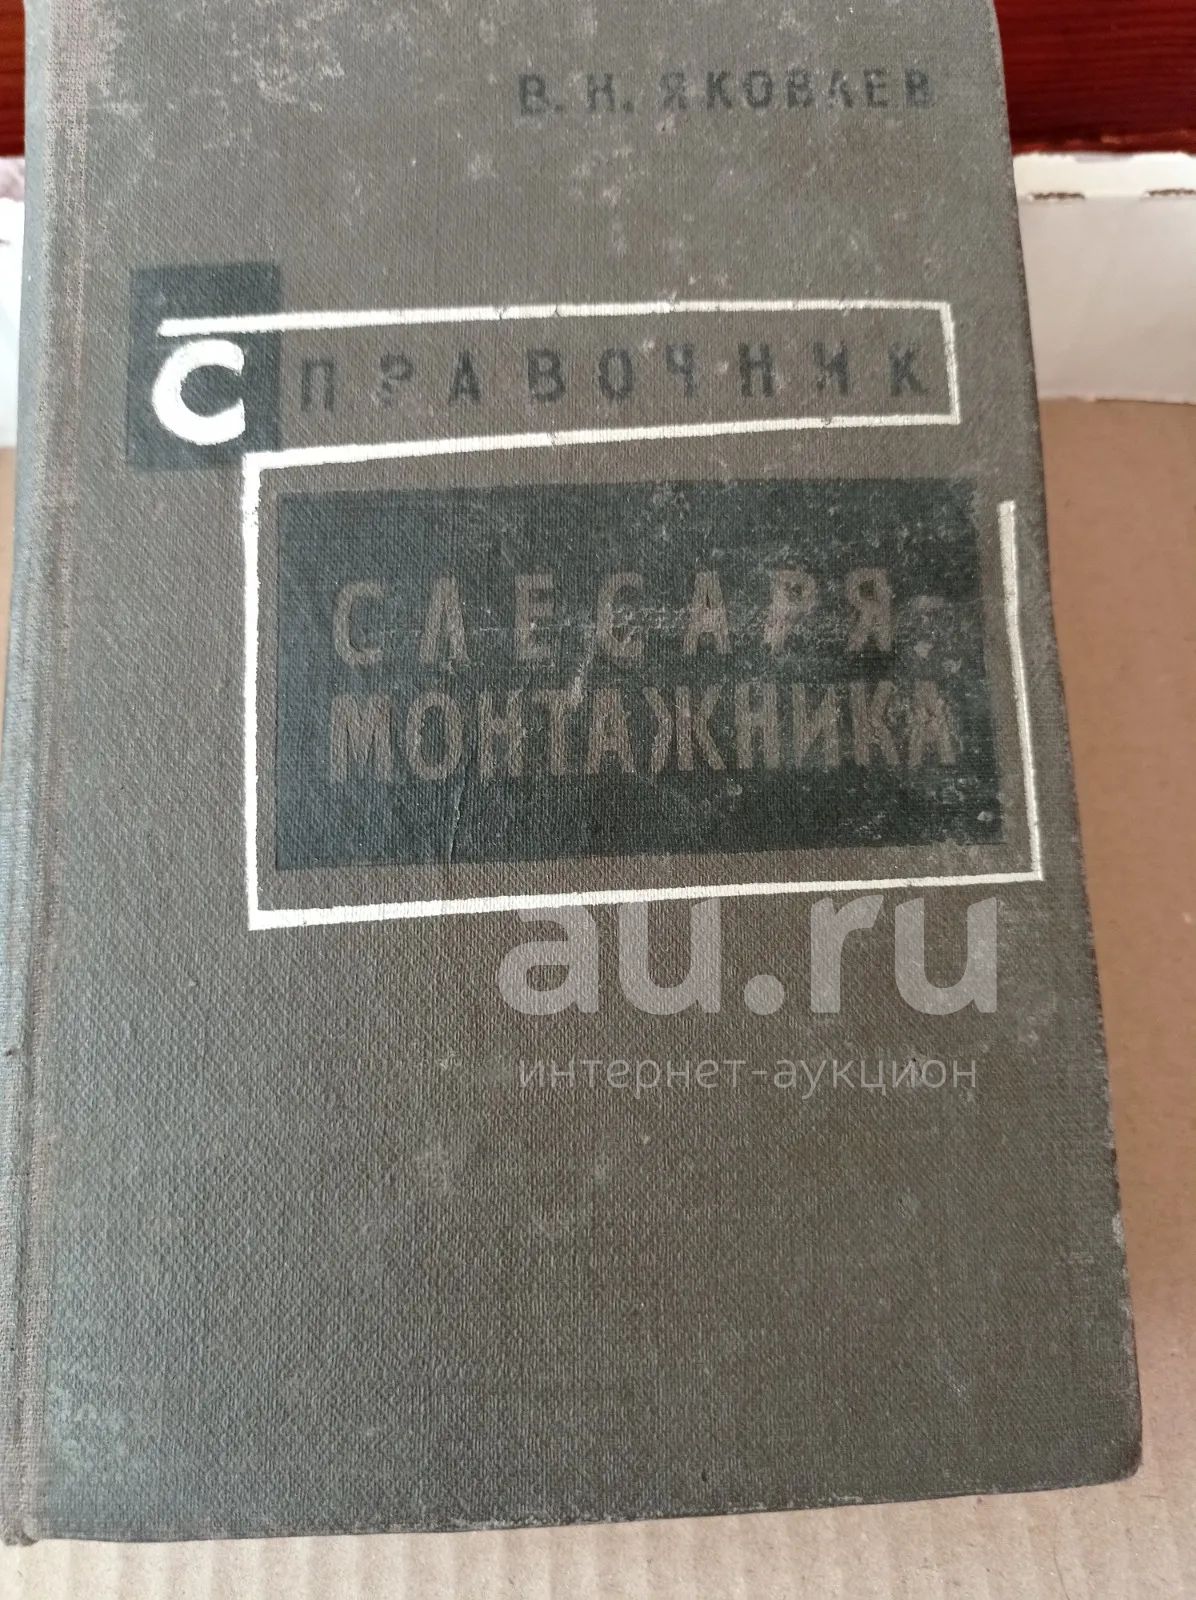 В. Н. ЯКОВЛЕВ
СПРАВОЧНИК
СЛЕСАРЯ-
МОНТАЖНИКА
au.ru
интернет-аукцион